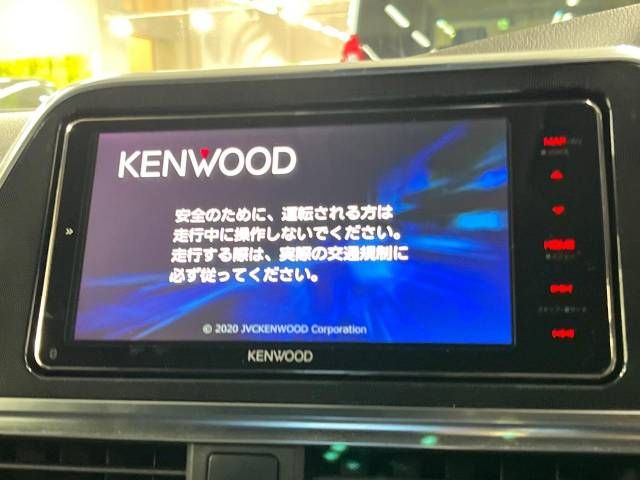 KENWOOD
安全のために、運転される方は
走行中に操作しないでください。
走行する際は、実際の交通規制に
必ず従ってください。
© 2020 JVCKENWOOD Corporation
KENWOOD
MAP
HOME